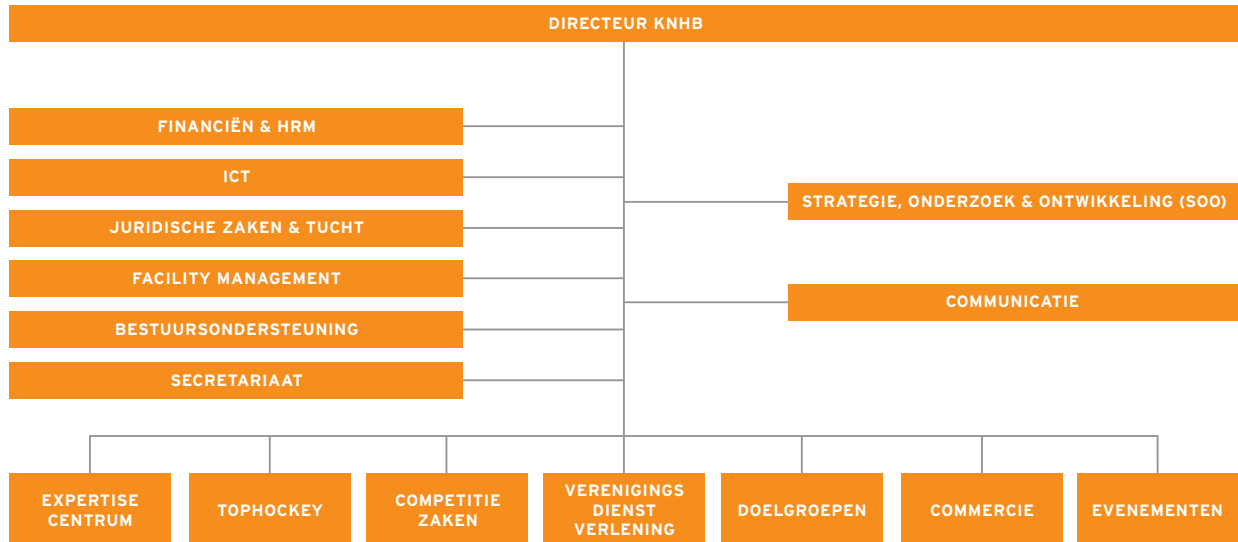 DIRECTEUR KNHB
FINANCIËN & HRM
ICT
JURIDISCHE ZAKEN & TUCHT
FACILITY MANAGEMENT
BESTUURSONDERSTEUNING
SECRETARIAAT
STRATEGIE, ONDERZOEK & ONTWIKKELING (SOO)
COMMUNICATIE
EXPERTISE
CENTRUM
TOPHOCKEY
COMPETITIE
ZAKEN
VERENIGINGS
DIENST
VERLENING
DOELGROEPEN
COMMERCIE
EVENEMENTEN